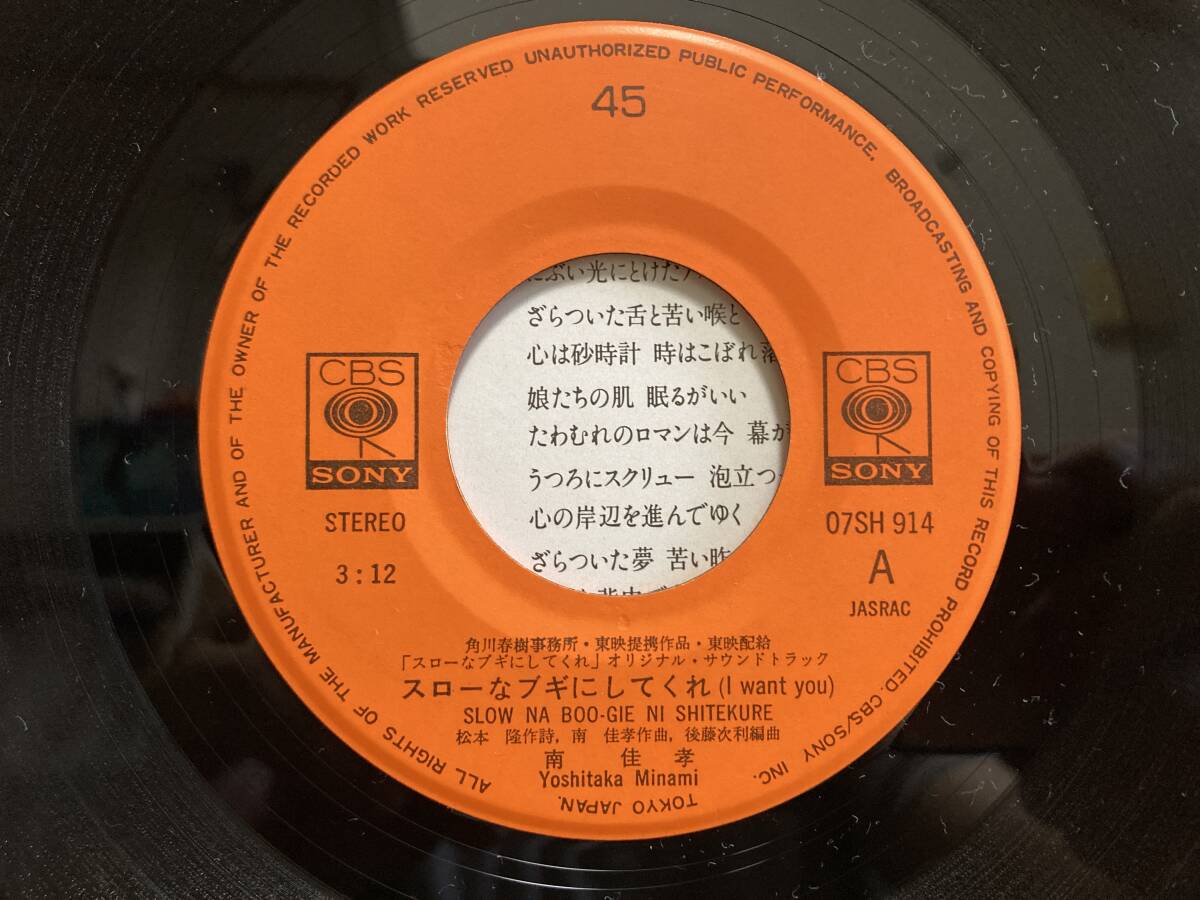 ALL RIGHTS OF THE MANUFACTURER AND OF THE OWNER OF THE RECORDED WORK RESERVED UNAUTHORIZED PUBLIC PERFORMANCE, BROADCASTING AND COPYING OF THIS RECORD PROHIBITED. CBS/SONY INC.
TOKYO JAPAN.
45
CBS
SONY
CBS
SONY
STEREO
3:12
07SH 914
A
JASRAC
ぶい光にとけた
ざらついた舌と苦い喉と
心は砂時計 時はこぼれ落
娘たちの肌 眠るがいい
たわむれのロマンは今 幕が
うつろにスクリュー 泡立つ
心の岸辺を進んでゆく
ざらついた夢 苦い昨
角川春樹事務所・東映提携作品・東映配給
「スローなブギにしてくれ」オリジナル・サウンドトラック
スローなブギにしてくれ (I want you)
SLOW NA BOO-GIE NI SHITEKURE
松本 隆作詩, 南 佳孝作曲, 後藤次利編曲
南 佳孝
Yoshitaka Minami